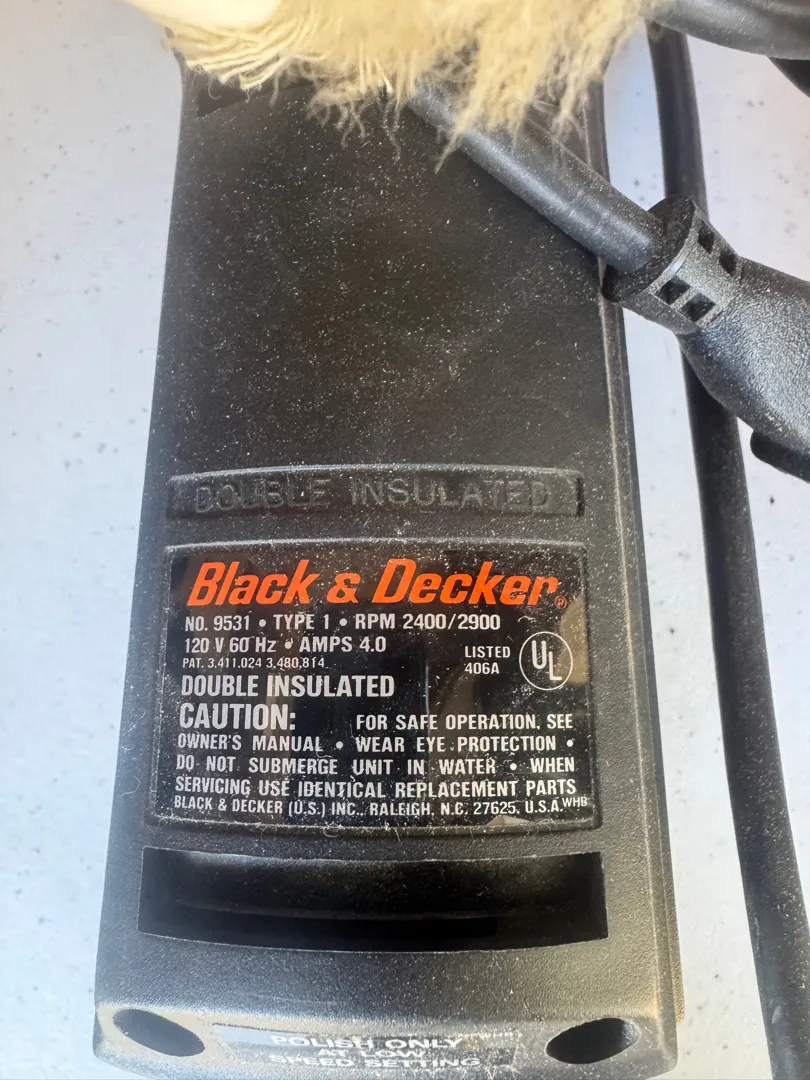 DOUBLE INSULATED
Black & Decker®
NO. 9531 • TYPE 1 • RPM 2400/2900
120 V 60 Hz • AMPS 4.0
PAT. 3,411,024 3,480,814
LISTED
406A
UL
DOUBLE INSULATED
CAUTION: FOR SAFE OPERATION, SEE
OWNER'S MANUAL • WEAR EYE PROTECTION •
DO NOT SUBMERGE UNIT IN WATER • WHEN
SERVICING USE IDENTICAL REPLACEMENT PARTS
BLACK & DECKER (U.S.) INC., RALEIGH, N.C. 27625, U.S.A. WHB
POLISH ONLY
AT LOW
SPEED SETTING